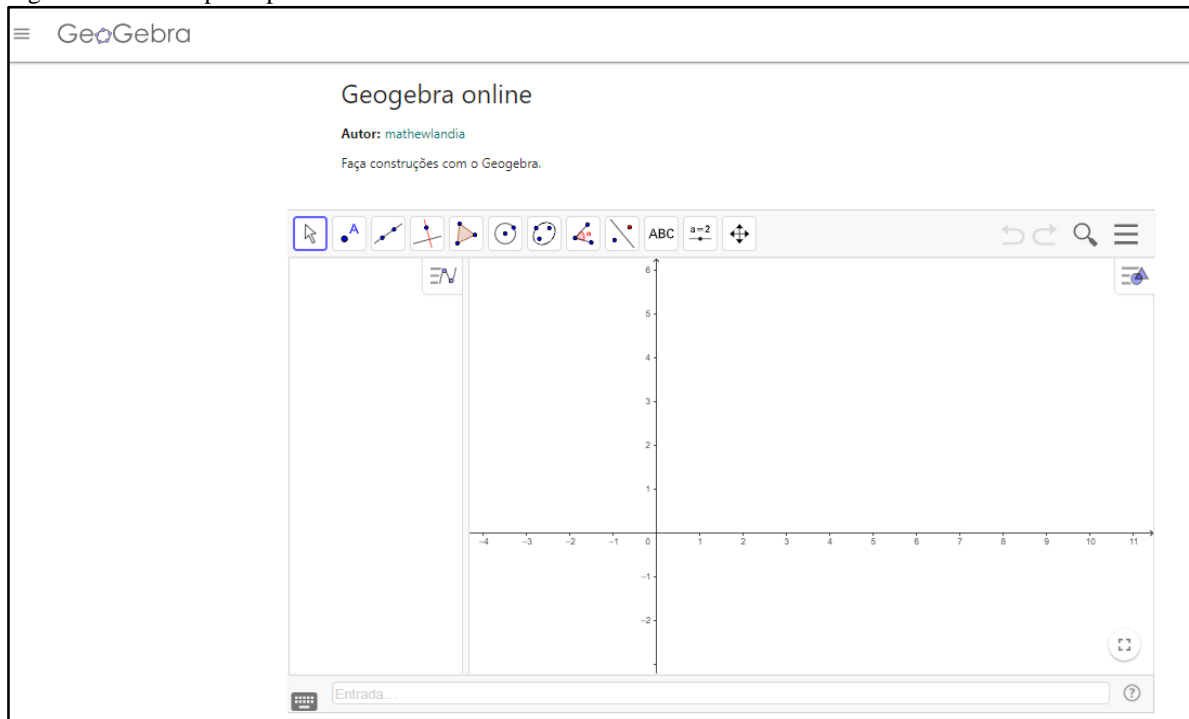 GeoGebra
Geogebra online
Autor: mathewlandia
Faça construções com o Geogebra.
A
ABC
a=2
6
5
4
3
2
1
-4 -3 -2 -1 0 1 2 3 4 5 6 7 8 9 10 11
-1
-2
Entrada...
?